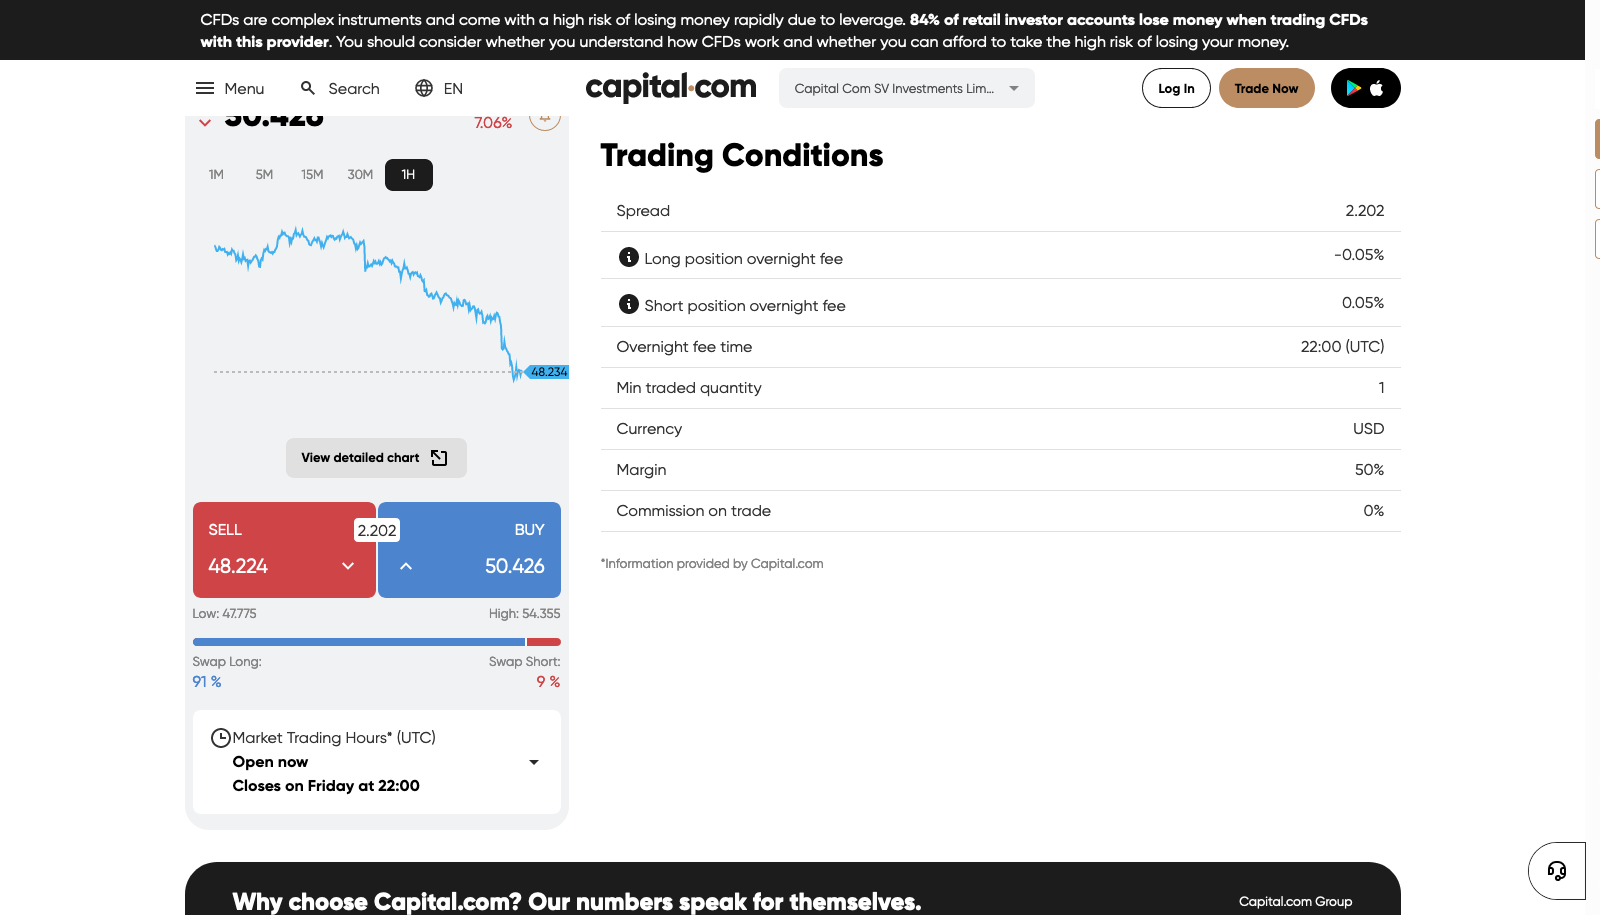 CFDs are complex instruments and come with a high risk of losing money rapidly due to leverage. 84% of retail investor accounts lose money when trading CFDs
with this provider. You should consider whether you understand how CFDs work and whether you can afford to take the high risk of losing your money.
Menu
Search
EN
capital.com
Capital Com SV Investments Lim...
Log In
Trade Now
50.426
7.06%
1M 5M 15M 30M 1H
48.234
View detailed chart
SELL
2.202
BUY
48.224
50.426
Low: 47.775
High: 54.355
Swap Long:
Swap Short:
91 %
9 %
Market Trading Hours* (UTC)
Open now
Closes on Friday at 22:00
Trading Conditions
Spread 2.202
Long position overnight fee -0.05%
Short position overnight fee 0.05%
Overnight fee time 22:00 (UTC)
Min traded quantity 1
Currency USD
Margin 50%
Commission on trade 0%
*Information provided by Capital.com
Why choose Capital.com? Our numbers speak for themselves.
Capital.com Group